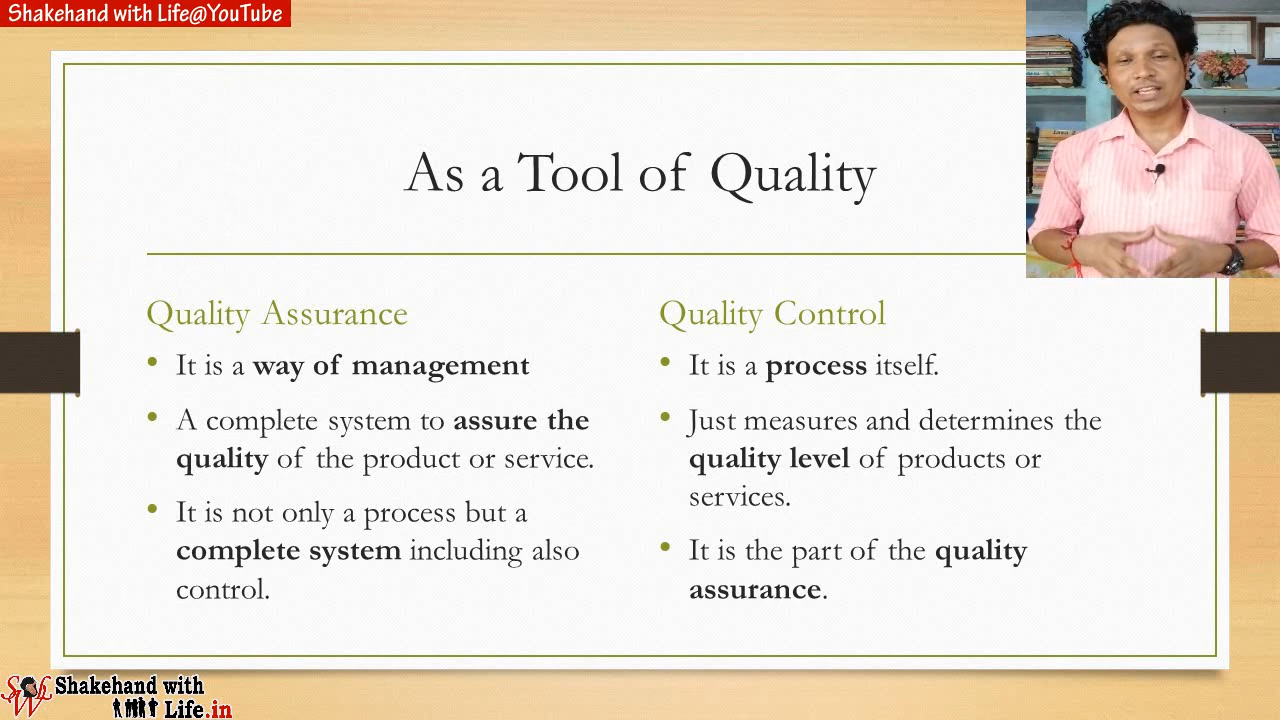 Shakehand with Life@YouTube
As a Tool of Quality
Quality Assurance
• It is a way of management
• A complete system to assure the
quality of the product or service.
• It is not only a process but a
complete system including also
control.
Quality Control
• It is a process itself.
• Just measures and determines the
quality level of products or
services.
• It is the part of the quality
assurance.
Shakehand with
Life.in